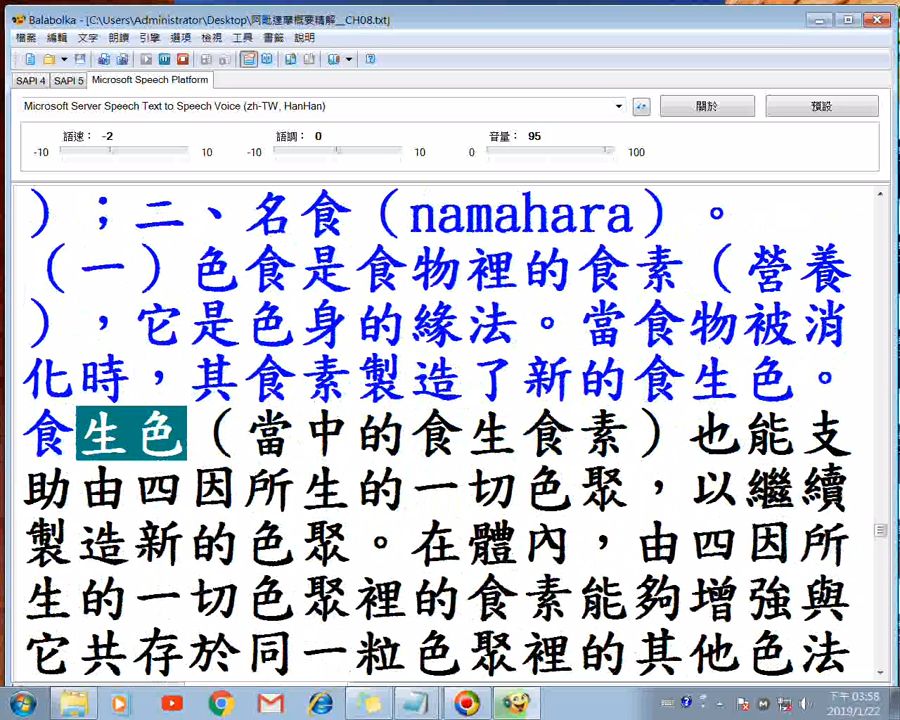 Balabolka - [C:\Users\Administrator\Desktop\阿毗達摩概要精解__CH08.txt]
檔案 編輯 文字 朗讀 引擎 選項 檢視 工具 書籤 說明
SAPI 4 SAPI 5 Microsoft Speech Platform
Microsoft Server Speech Text to Speech Voice (zh-TW, HanHan) 關於 預設
語速： -2 語調： 0 音量： 95
-10 10 -10 10 0 100
）；二、名食（namahara）。
（一）色食是食物裡的食素（營養
），它是色身的緣法。當食物被消
化時，其食素製造了新的食生色。
食生色（當中的食生食素）也能支
助由四因所生的一切色聚，以繼續
製造新的色聚。在體內，由四因所
生的一切色聚裡的食素能夠增強與
它共存於同一粒色聚裡的其他色法
下午 03:58
2019/1/22